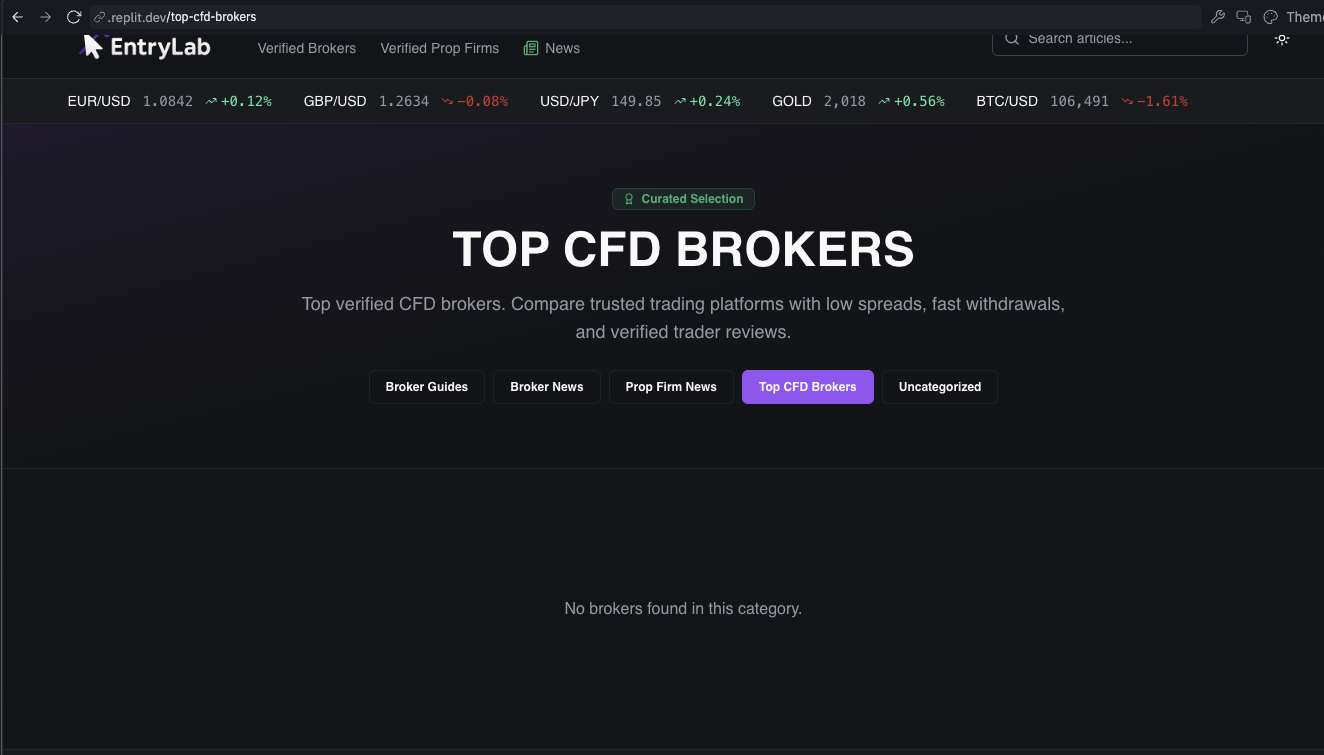 .replit.dev/top-cfd-brokers
Theme
EntryLab
Verified Brokers Verified Prop Firms News
Search articles...
EUR/USD 1.0842 +0.12% GBP/USD 1.2634 −0.08% USD/JPY 149.85 +0.24% GOLD 2,018 +0.56% BTC/USD 106,491 −1.61%
Curated Selection
TOP CFD BROKERS
Top verified CFD brokers. Compare trusted trading platforms with low spreads, fast withdrawals,
and verified trader reviews.
Broker Guides Broker News Prop Firm News Top CFD Brokers Uncategorized
No brokers found in this category.